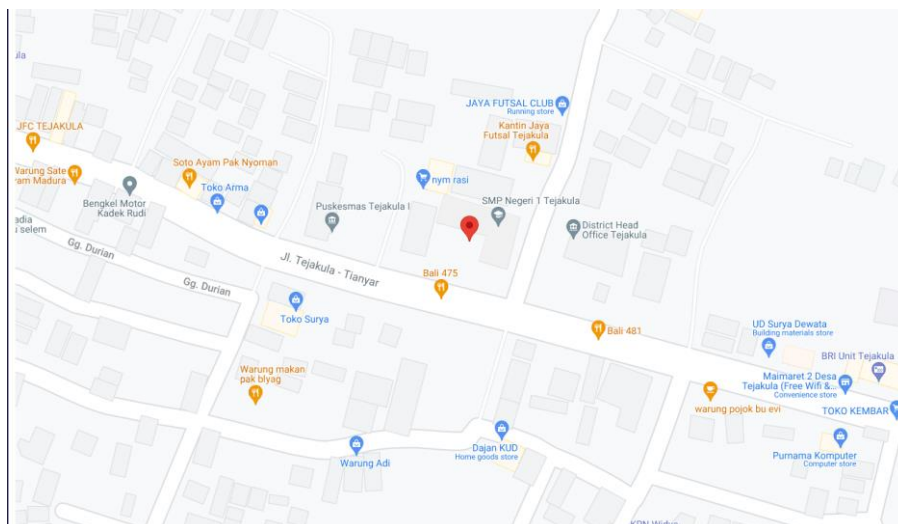 ula
JFC TEJAKULA
JAYA FUTSAL CLUB
Running store
Kantin Jaya
Futsal Tejakula
Soto Ayam Pak Nyoman
Warung Sate
Toko Arma
nym rasi
Bengkel Motor
Kadek Rudi
Puskesmas Tejakula I
SMP Negeri 1 Tejakula
District Head
Office Tejakula
u selem
Gg. Durian
Gg. Durian
Jl. Tejakula - Tianyar
Bali 475
Toko Surya
Bali 481
UD Surya Dewata
Building materials store
BRI Unit Tejakula
Warung makan
pak blyag
Maimaret 2 Desa
Tejakula (Free Wifi &...
Convenience store
warung pojok bu evi
TOKO KEMBAR
Dajan KUD
Home goods store
Warung Adi
Purnama Komputer
Computer store